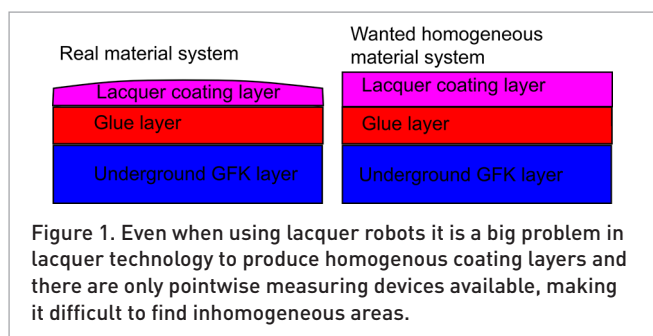 Real material system
Lacquer coating layer
Glue layer
Underground GFK layer
Wanted homogeneous
material system
Lacquer coating layer
Glue layer
Underground GFK layer
Figure 1. Even when using lacquer robots it is a big problem in
lacquer technology to produce homogenous coating layers and
there are only pointwise measuring devices available, making
it difficult to find inhomogeneous areas.